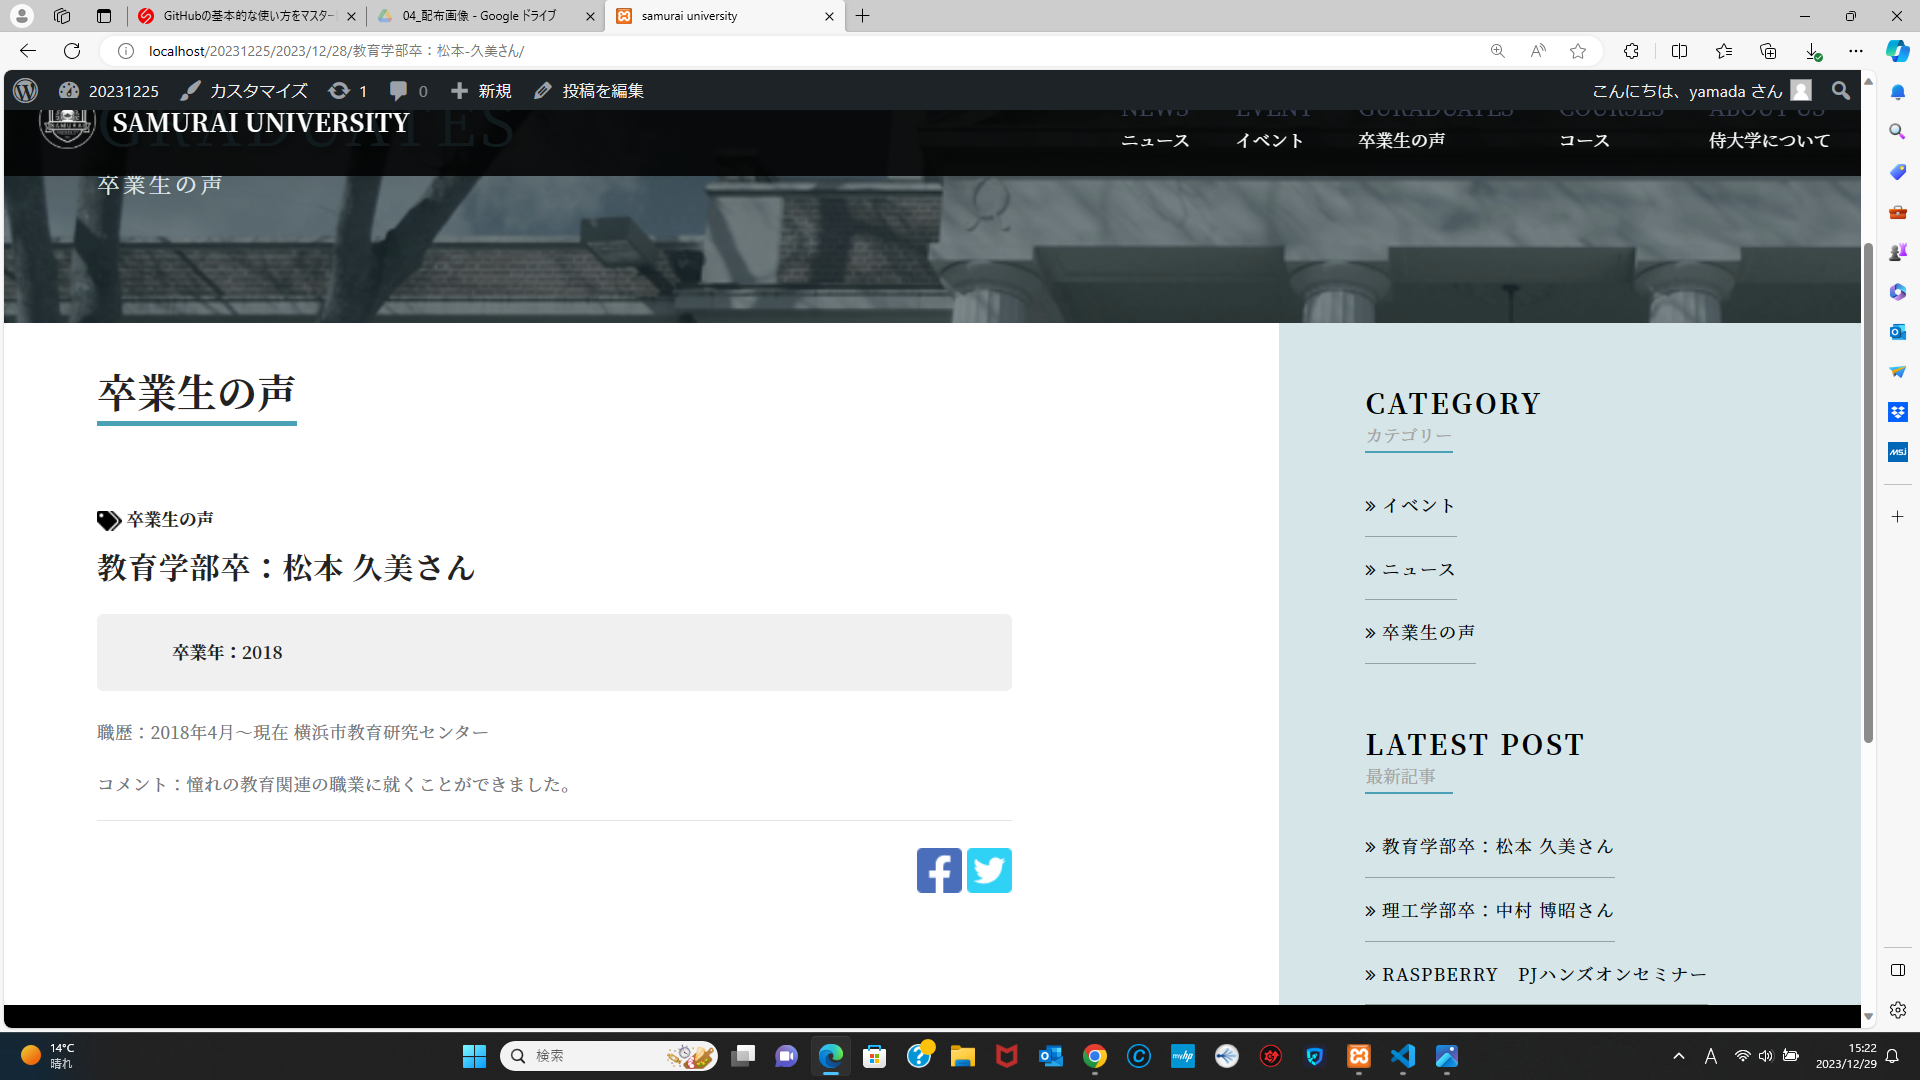 GitHubの基本的な使い方をマスター
04_配布画像 - Google ドライブ
samurai university
localhost/20231225/2023/12/28/教育学部卒：松本-久美さん/
20231225
カスタマイズ
1
0
新規
投稿を編集
こんにちは、yamada さん
GRADUATES
SAMURAI UNIVERSITY
NEWS
EVENT
GURADUATES
COURSES
ABOUT US
ニュース
イベント
卒業生の声
コース
侍大学について
卒業生の声
卒業生の声
卒業生の声
教育学部卒：松本 久美さん
卒業年：2018
職歴：2018年4月〜現在 横浜市教育研究センター
コメント：憧れの教育関連の職業に就くことができました。
CATEGORY
カテゴリー
» イベント
» ニュース
» 卒業生の声
LATEST POST
最新記事
» 教育学部卒：松本 久美さん
» 理工学部卒：中村 博昭さん
» RASPBERRY　PJハンズオンセミナー
MSJ
14°C
晴れ
検索
myhp
A
15:22
2023/12/29